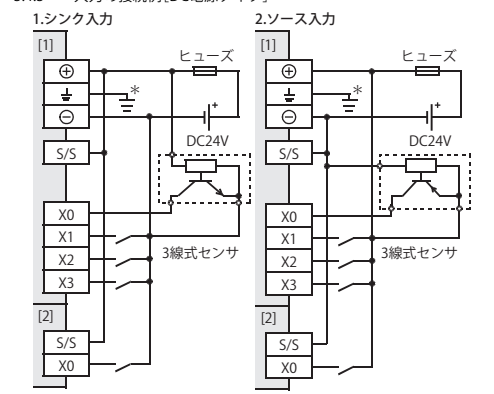 1.シンク入力
[1]
ヒューズ
⊕
*
⊖
+
DC24V
S/S
X0
X1
X2
X3
3線式センサ
[2]
S/S
X0
2.ソース入力
[1]
ヒューズ
⊕
*
⊖
+
DC24V
S/S
X0
X1
X2
X3
3線式センサ
[2]
S/S
X0